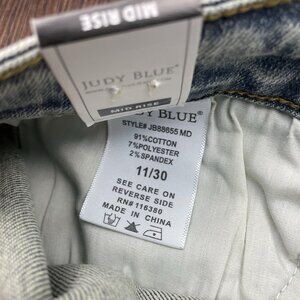 MID RISE
JUDY BLUE®
MID RISE
JUDY BLUE®
STYLE# JB88655 MD
91%COTTON
7%POLYESTER
2%SPANDEX
11/30
SEE CARE ON
REVERSE SIDE
RN# 116380
MADE IN CHINA